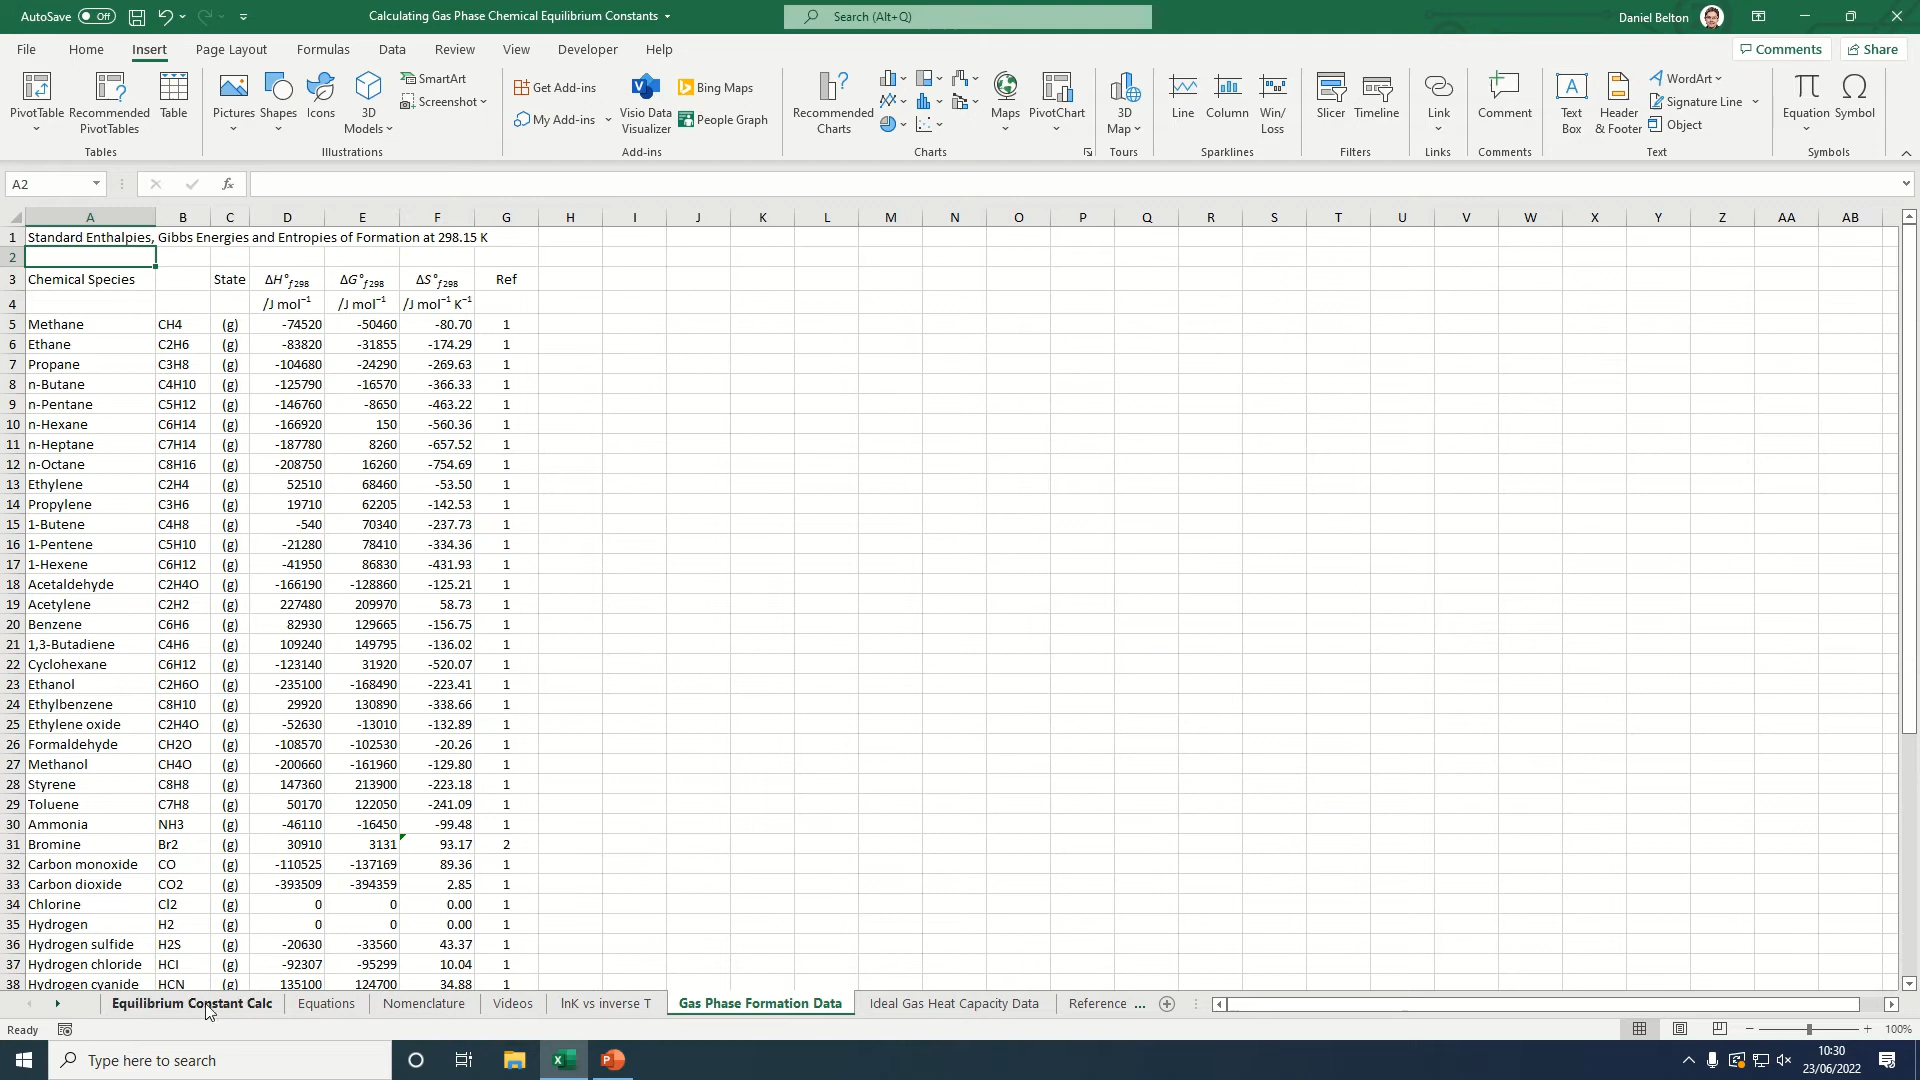 AutoSave Off
Calculating Gas Phase Chemical Equilibrium Constants
Search (Alt+Q)
Daniel Belton
File Home Insert Page Layout Formulas Data Review View Developer Help
Comments Share
PivotTable
Recommended PivotTables
Table
Tables
Pictures
Shapes
Icons
3D Models
SmartArt
Screenshot
Illustrations
Get Add-ins
My Add-ins
Visio Data Visualizer
Bing Maps
People Graph
Add-ins
Recommended Charts
Maps
PivotChart
Charts
3D Map
Tours
Line
Column
Win/Loss
Sparklines
Slicer
Timeline
Filters
Link
Links
Comment
Comments
Text Box
Header & Footer
WordArt
Signature Line
Object
Text
Equation
Symbol
Symbols
A2
fx
A B C D E F G H I J K L M N O P Q R S T U V W X Y Z AA AB
1 Standard Enthalpies, Gibbs Energies and Entropies of Formation at 298.15 K
2
3 Chemical Species State ΔH°f298 ΔG°f298 ΔS°f298 Ref
4 /J mol⁻¹ /J mol⁻¹ /J mol⁻¹ K⁻¹
5 Methane CH4 (g) -74520 -50460 -80.70 1
6 Ethane C2H6 (g) -83820 -31855 -174.29 1
7 Propane C3H8 (g) -104680 -24290 -269.63 1
8 n-Butane C4H10 (g) -125790 -16570 -366.33 1
9 n-Pentane C5H12 (g) -146760 -8650 -463.22 1
10 n-Hexane C6H14 (g) -166920 150 -560.36 1
11 n-Heptane C7H14 (g) -187780 8260 -657.52 1
12 n-Octane C8H16 (g) -208750 16260 -754.69 1
13 Ethylene C2H4 (g) 52510 68460 -53.50 1
14 Propylene C3H6 (g) 19710 62205 -142.53 1
15 1-Butene C4H8 (g) -540 70340 -237.73 1
16 1-Pentene C5H10 (g) -21280 78410 -334.36 1
17 1-Hexene C6H12 (g) -41950 86830 -431.93 1
18 Acetaldehyde C2H4O (g) -166190 -128860 -125.21 1
19 Acetylene C2H2 (g) 227480 209970 58.73 1
20 Benzene C6H6 (g) 82930 129665 -156.75 1
21 1,3-Butadiene C4H6 (g) 109240 149795 -136.02 1
22 Cyclohexane C6H12 (g) -123140 31920 -520.07 1
23 Ethanol C2H6O (g) -235100 -168490 -223.41 1
24 Ethylbenzene C8H10 (g) 29920 130890 -338.66 1
25 Ethylene oxide C2H4O (g) -52630 -13010 -132.89 1
26 Formaldehyde CH2O (g) -108570 -102530 -20.26 1
27 Methanol CH4O (g) -200660 -161960 -129.80 1
28 Styrene C8H8 (g) 147360 213900 -223.18 1
29 Toluene C7H8 (g) 50170 122050 -241.09 1
30 Ammonia NH3 (g) -46110 -16450 -99.48 1
31 Bromine Br2 (g) 30910 3131 93.17 2
32 Carbon monoxide CO (g) -110525 -137169 89.36 1
33 Carbon dioxide CO2 (g) -393509 -394359 2.85 1
34 Chlorine Cl2 (g) 0 0 0.00 1
35 Hydrogen H2 (g) 0 0 0.00 1
36 Hydrogen sulfide H2S (g) -20630 -33560 43.37 1
37 Hydrogen chloride HCl (g) -92307 -95299 10.04 1
38 Hydrogen cyanide HCN (g) 135100 124700 34.88 1
Equilibrium Constant Calc Equations Nomenclature Videos lnK vs inverse T Gas Phase Formation Data Ideal Gas Heat Capacity Data Reference ...
Ready
100%
Type here to search
10:30
23/06/2022